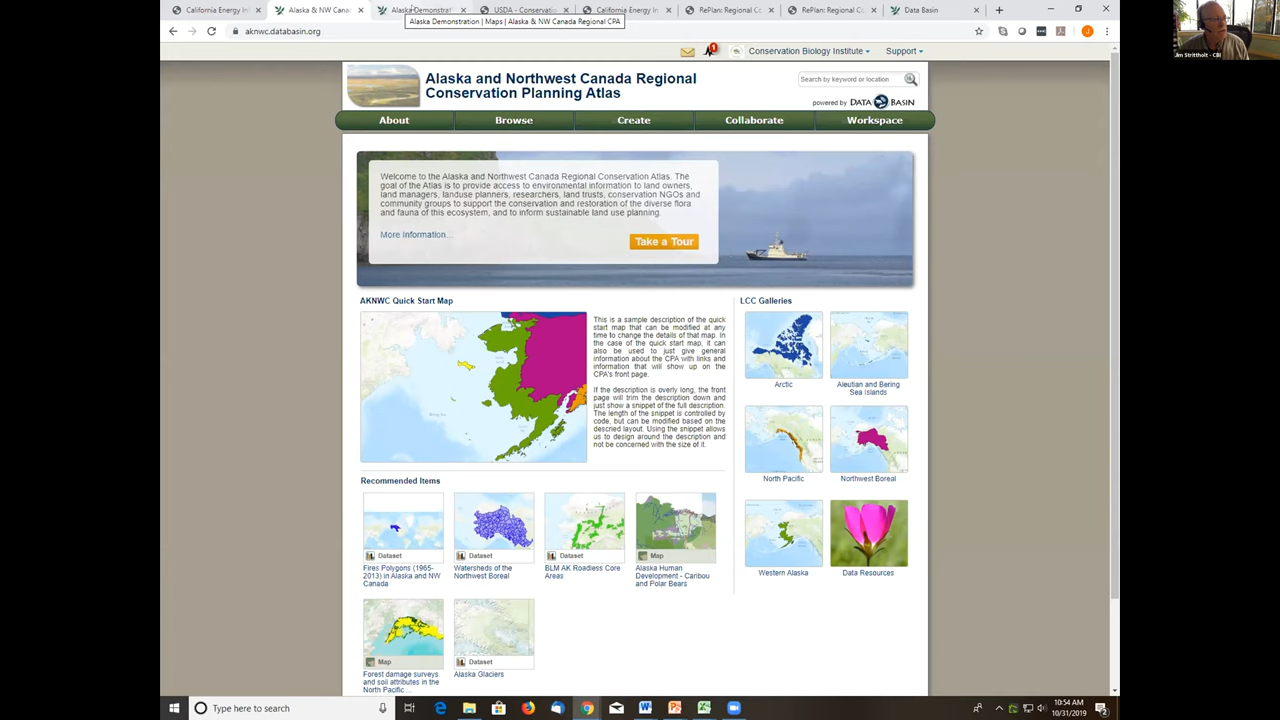 California Energy In
Alaska & NW Cana
Alaska Demonstrat
USDA - Conservatio
California Energy In
RePlan: Regional Co
RePlan: Regional Co
Data Basin
Alaska Demonstration | Maps | Alaska & NW Canada Regional CPA
aknwc.databasin.org
1
Conservation Biology Institute
Support
Jim Strittholt - CBI
Alaska and Northwest Canada Regional
Conservation Planning Atlas
Search by keyword or location
powered by DATA BASIN
About
Browse
Create
Collaborate
Workspace
Welcome to the Alaska and Northwest Canada Regional Conservation Atlas. The
goal of the Atlas is to provide access to environmental information to land owners,
land managers, landuse planners, researchers, land trusts, conservation NGOs and
community groups to support the conservation and restoration of the diverse flora
and fauna of this ecosystem, and to inform sustainable land use planning.
More Information...
Take a Tour
AKNWC Quick Start Map
This is a sample description of the quick
start map that can be modified at any
time to change the details of that map. In
the case of the quick start map, it can
also be used to just give general
information about the CPA with links and
information that will show up on the
CPA's front page.
If the description is overly long, the front
page will trim the description down and
just show a snippet of the full description.
The length of the snippet is controlled by
code, but can be modified based on the
descried layout. Using the snippet allows
us to design around the description and
not be concerned with the size of it.
LCC Galleries
Arctic
Aleutian and Bering
Sea Islands
North Pacific
Northwest Boreal
Western Alaska
Data Resources
Recommended Items
Dataset
Fires Polygons (1965-
2013) in Alaska and NW
Canada
Dataset
Watersheds of the
Northwest Boreal
Dataset
BLM AK Roadless Core
Areas
Map
Alaska Human
Development - Caribou
and Polar Bears
Map
Forest damage surveys
and soil attributes in the
North Pacific ...
Dataset
Alaska Glaciers
Type here to search
10:54 AM
10/31/2019
2